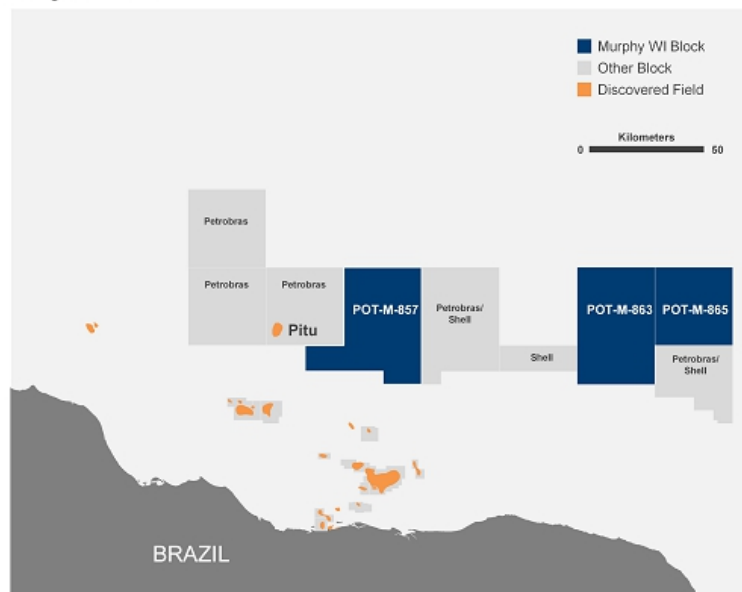 Murphy WI Block
Other Block
Discovered Field
Kilometers
0 50
Petrobras
Petrobras
Petrobras
Pitu
POT-M-857
Petrobras/
Shell
Shell
POT-M-863
POT-M-865
Petrobras/
Shell
BRAZIL